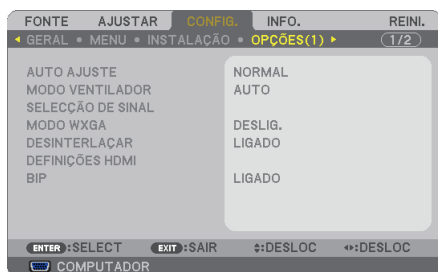 FONTE AJUSTAR CONFIG. INFO. REINI.
GERAL • MENU • INSTALAÇÃO • OPÇÕES(1) 1/2
AUTO AJUSTE NORMAL
MODO VENTILADOR AUTO
SELECÇÃO DE SINAL
MODO WXGA DESLIG.
DESINTERLAÇAR LIGADO
DEFINIÇÕES HDMI
BIP LIGADO
ENTER :SELECT EXIT :SAIR :DESLOC :DESLOC
COMPUTADOR